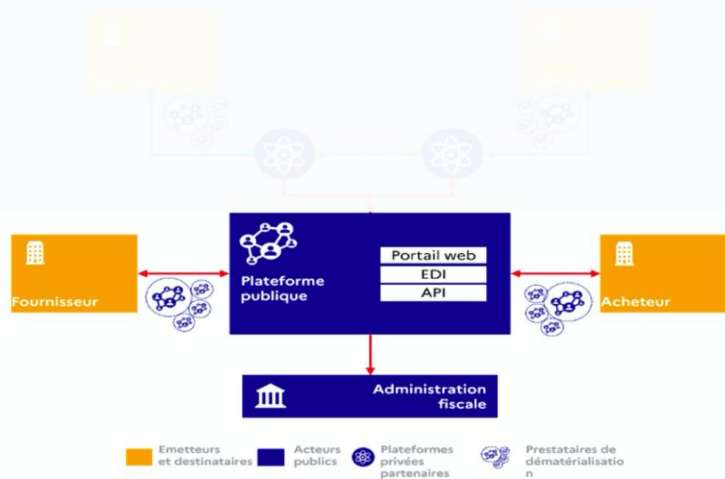 Portail web
EDI
API
Plateforme
publique
Fournisseur
Acheteur
Administration
fiscale
Emetteurs
et destinataires
Acteurs
publics
Plateformes
privées
partenaires
Prestataires de
dématérialisatio
n